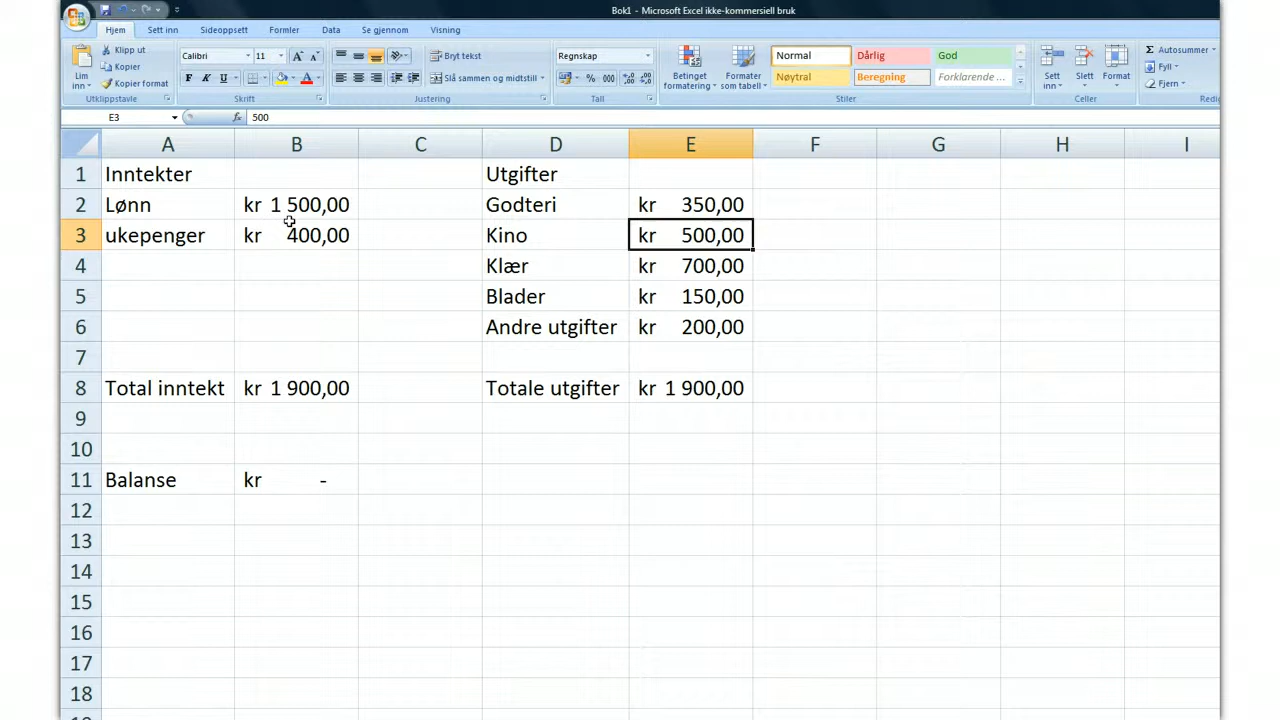 Bok1 - Microsoft Excel ikke-kommersiell bruk
Hjem Sett inn Sideoppsett Formler Data Se gjennom Visning
Lim inn
Klipp ut
Kopier
Kopier format
Utklippstavle
Calibri 11 A A
F K U A
Skrift
Bryt tekst
Slå sammen og midtstill
Justering
Regnskap
% 000
Tall
Betinget formatering
Formater som tabell
Normal Dårlig God
Nøytral Beregning Forklarende ...
Stiler
Sett inn Slett Format
Celler
Σ Autosummer
Fyll
Fjern
Redig
E3 fx 500
A B C D E F G H I
1 Inntekter Utgifter
2 Lønn kr 1 500,00 Godteri kr 350,00
3 ukepenger kr 400,00 Kino kr 500,00
4 Klær kr 700,00
5 Blader kr 150,00
6 Andre utgifter kr 200,00
7
8 Total inntekt kr 1 900,00 Totale utgifter kr 1 900,00
9
10
11 Balanse kr -
12
13
14
15
16
17
18